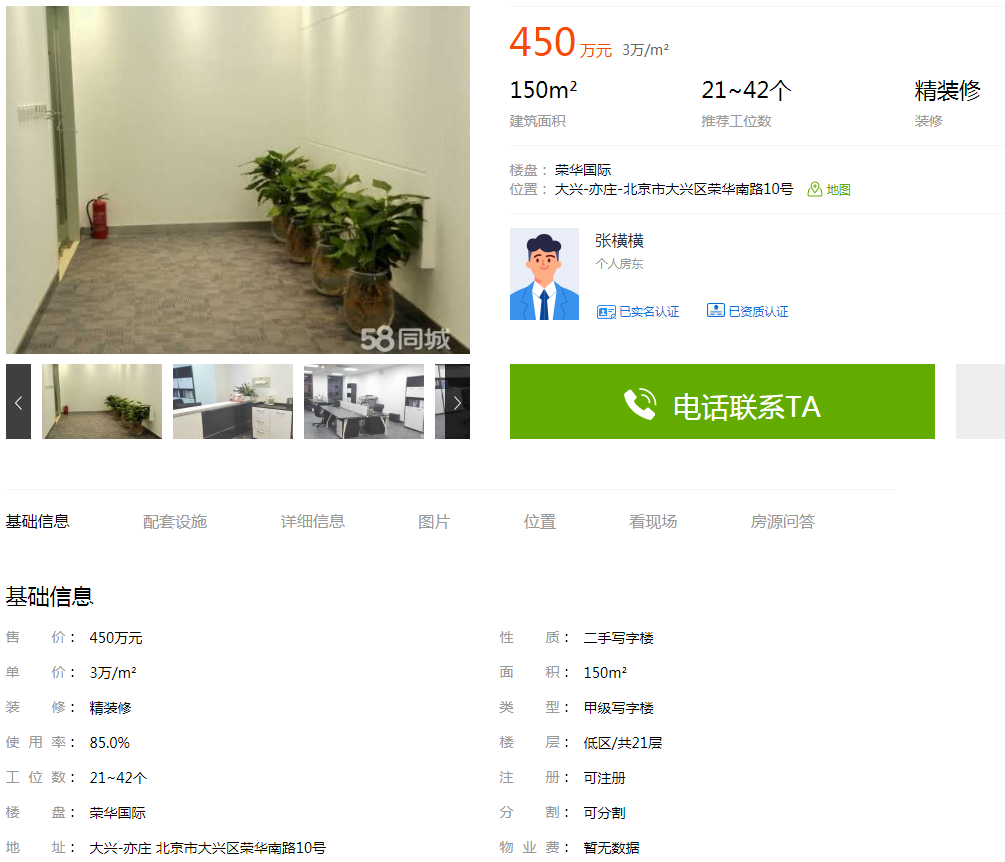 450 万元 3万/m²
150m² 21~42个 精装修
建筑面积 推荐工位数 装修
楼盘： 荣华国际
位置： 大兴-亦庄-北京市大兴区荣华南路10号 地图
张横横
个人房东
已实名认证 已资质认证
58同城
电话联系TA
基础信息 配套设施 详细信息 图片 位置 看现场 房源问答
基础信息
售价： 450万元 性质： 二手写字楼
单价： 3万/m² 面积： 150m²
装修： 精装修 类型： 甲级写字楼
使用率： 85.0% 楼层： 低区/共21层
工位数： 21~42个 注册： 可注册
楼盘： 荣华国际 分割： 可分割
地址： 大兴-亦庄 北京市大兴区荣华南路10号 物业费： 暂无数据